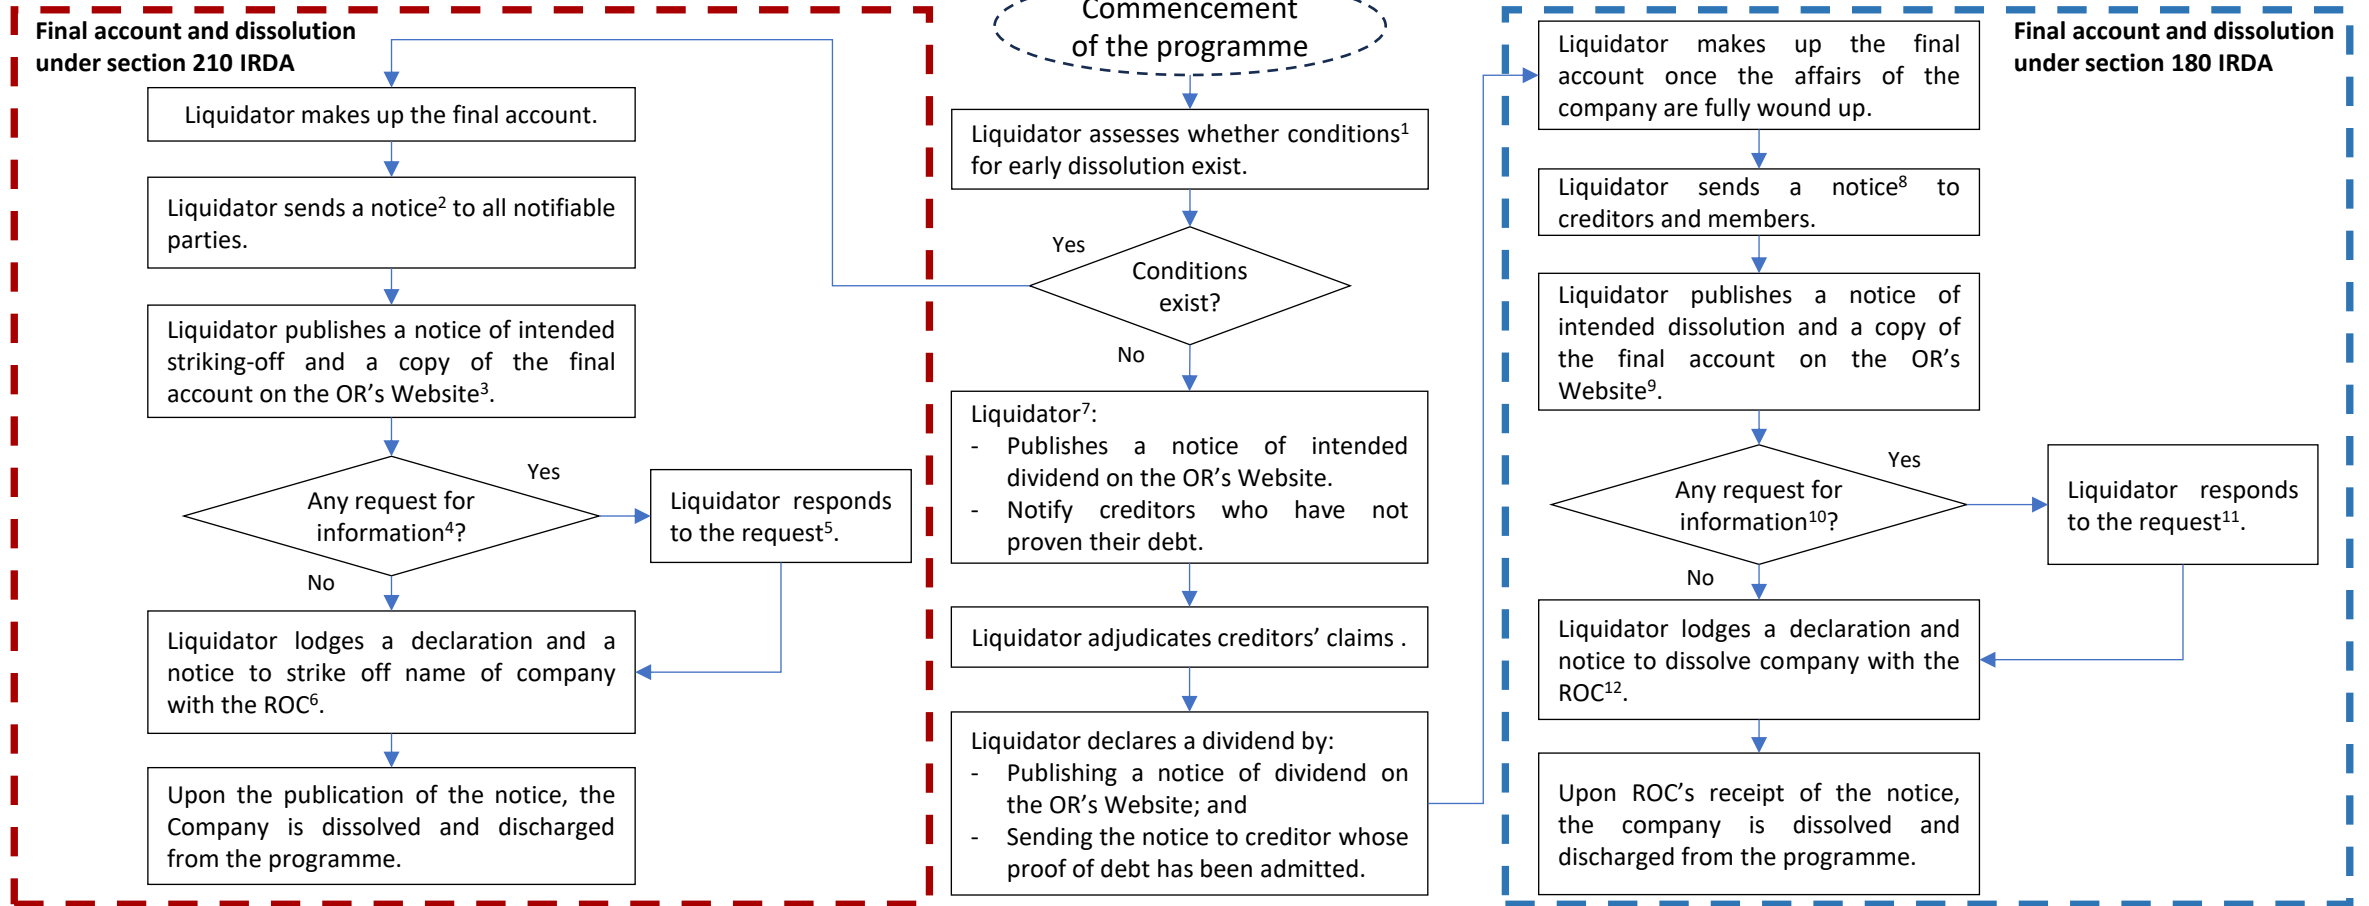 Final account and dissolution
under section 210 IRDA
Liquidator makes up the final account.
Liquidator sends a notice² to all notifiable
parties.
Liquidator publishes a notice of intended
striking-off and a copy of the final
account on the OR’s Website³.
Any request for
information⁴?
Yes
Liquidator responds
to the request⁵.
No
Liquidator lodges a declaration and a
notice to strike off name of company
with the ROC⁶.
Upon the publication of the notice, the
Company is dissolved and discharged
from the programme.
Commencement
of the programme
Liquidator assesses whether conditions¹
for early dissolution exist.
Yes
Conditions
exist?
No
Liquidator⁷:
- Publishes a notice of intended
dividend on the OR’s Website.
- Notify creditors who have not
proven their debt.
Liquidator adjudicates creditors’ claims .
Liquidator declares a dividend by:
- Publishing a notice of dividend on
the OR’s Website; and
- Sending the notice to creditor whose
proof of debt has been admitted.
Final account and dissolution
under section 180 IRDA
Liquidator makes up the final
account once the affairs of the
company are fully wound up.
Liquidator sends a notice⁸ to
creditors and members.
Liquidator publishes a notice of
intended dissolution and a copy of
the final account on the OR’s
Website⁹.
Any request for
information¹⁰?
Yes
Liquidator responds
to the request¹¹.
No
Liquidator lodges a declaration and
notice to dissolve company with the
ROC¹².
Upon ROC’s receipt of the notice,
the company is dissolved and
discharged from the programme.